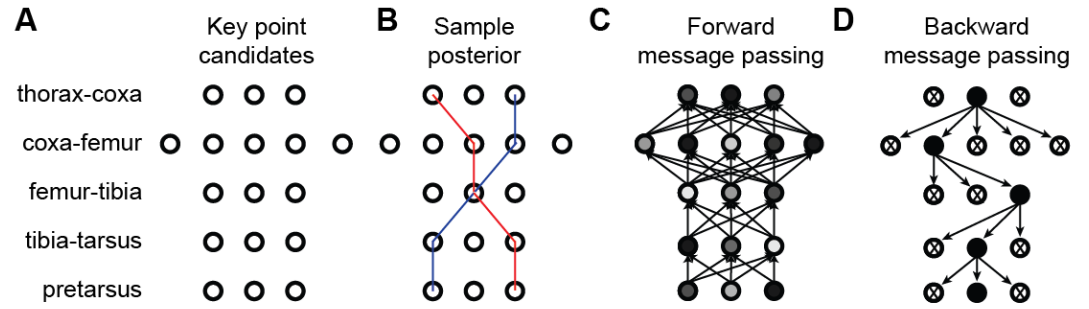 A
Key point
candidates
B
Sample
posterior
C
Forward
message passing
D
Backward
message passing
thorax-coxa
coxa-femur
femur-tibia
tibia-tarsus
pretarsus